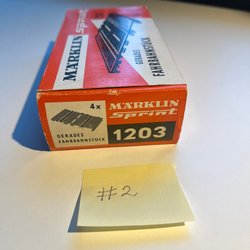 MÄRKLIN
Sprint
GERADES
FAHRBAHNSTÜCK
4x
MÄRKLIN
Sprint
GERADES
FAHRBAHNSTÜCK
1203
#2